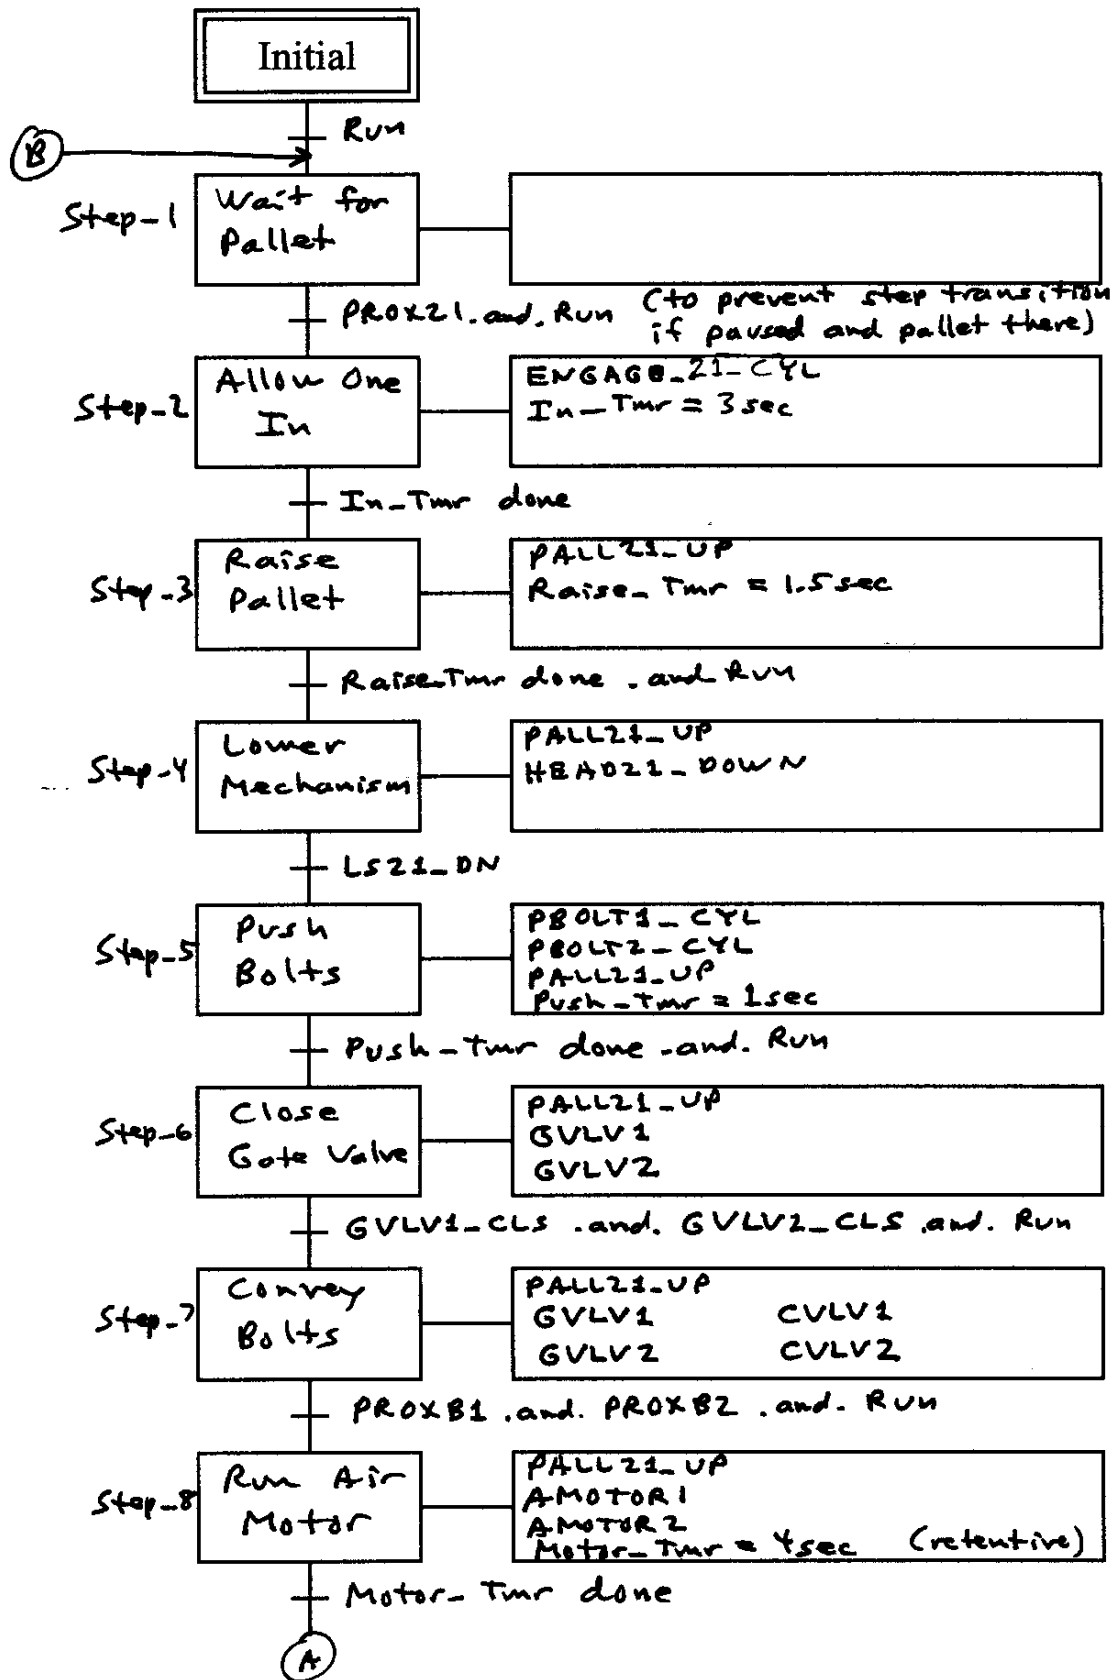 Initial
Run
B
Step-1
Wait for
Pallet
PROX21.and.Run (to prevent step transition
if paused and pallet there)
Step-2
Allow One
In
ENGAGE_21_CYL
In_Tmr = 3sec
In_Tmr done
Step-3
Raise
Pallet
PALL21_UP
Raise_Tmr = 1.5sec
Raise_Tmr done .and Run
Step-4
Lower
Mechanism
PALL21_UP
HEAD21_DOWN
LS21_DN
Step-5
Push
Bolts
PBOLT1_CYL
PBOLT2_CYL
PALL21_UP
Push_Tmr = 1sec
Push_Tmr done .and. Run
Step-6
Close
Gate Valve
PALL21_UP
GVLV1
GVLV2
GVLV1_CLS .and. GVLV2_CLS .and. Run
Step-7
Convey
Bolts
PALL21_UP
GVLV1 CVLV1
GVLV2 CVLV2
PROXB1 .and. PROXB2 .and. Run
Step-8
Run Air
Motor
PALL21_UP
AMOTOR1
AMOTOR2
Motor_Tmr = 4sec (retentive)
Motor_Tmr done
A